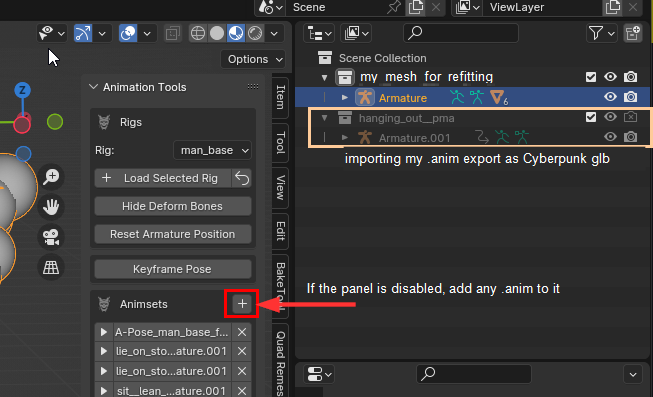 Scene
ViewLayer
Options
Animation Tools
Rigs
Rig:
man_base
Load Selected Rig
Hide Deform Bones
Reset Armature Position
Keyframe Pose
Animsets
A-Pose_man_base_f...
lie_on_sto...ature.001
lie_on_sto...ature.001
sit__lean_...ature.001
Item
Tool
View
Edit
BakeTool
Quad Remes
Z
Scene Collection
my_mesh_for_refitting
Armature
6
hanging_out__pma
Armature.001
importing my .anim export as Cyberpunk glb
If the panel is disabled, add any .anim to it